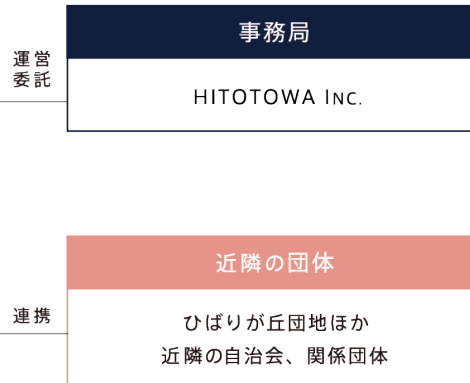 事務局
運営
委託
HITOTOWA INC.
近隣の団体
連携
ひばりが丘団地ほか
近隣の自治会、関係団体